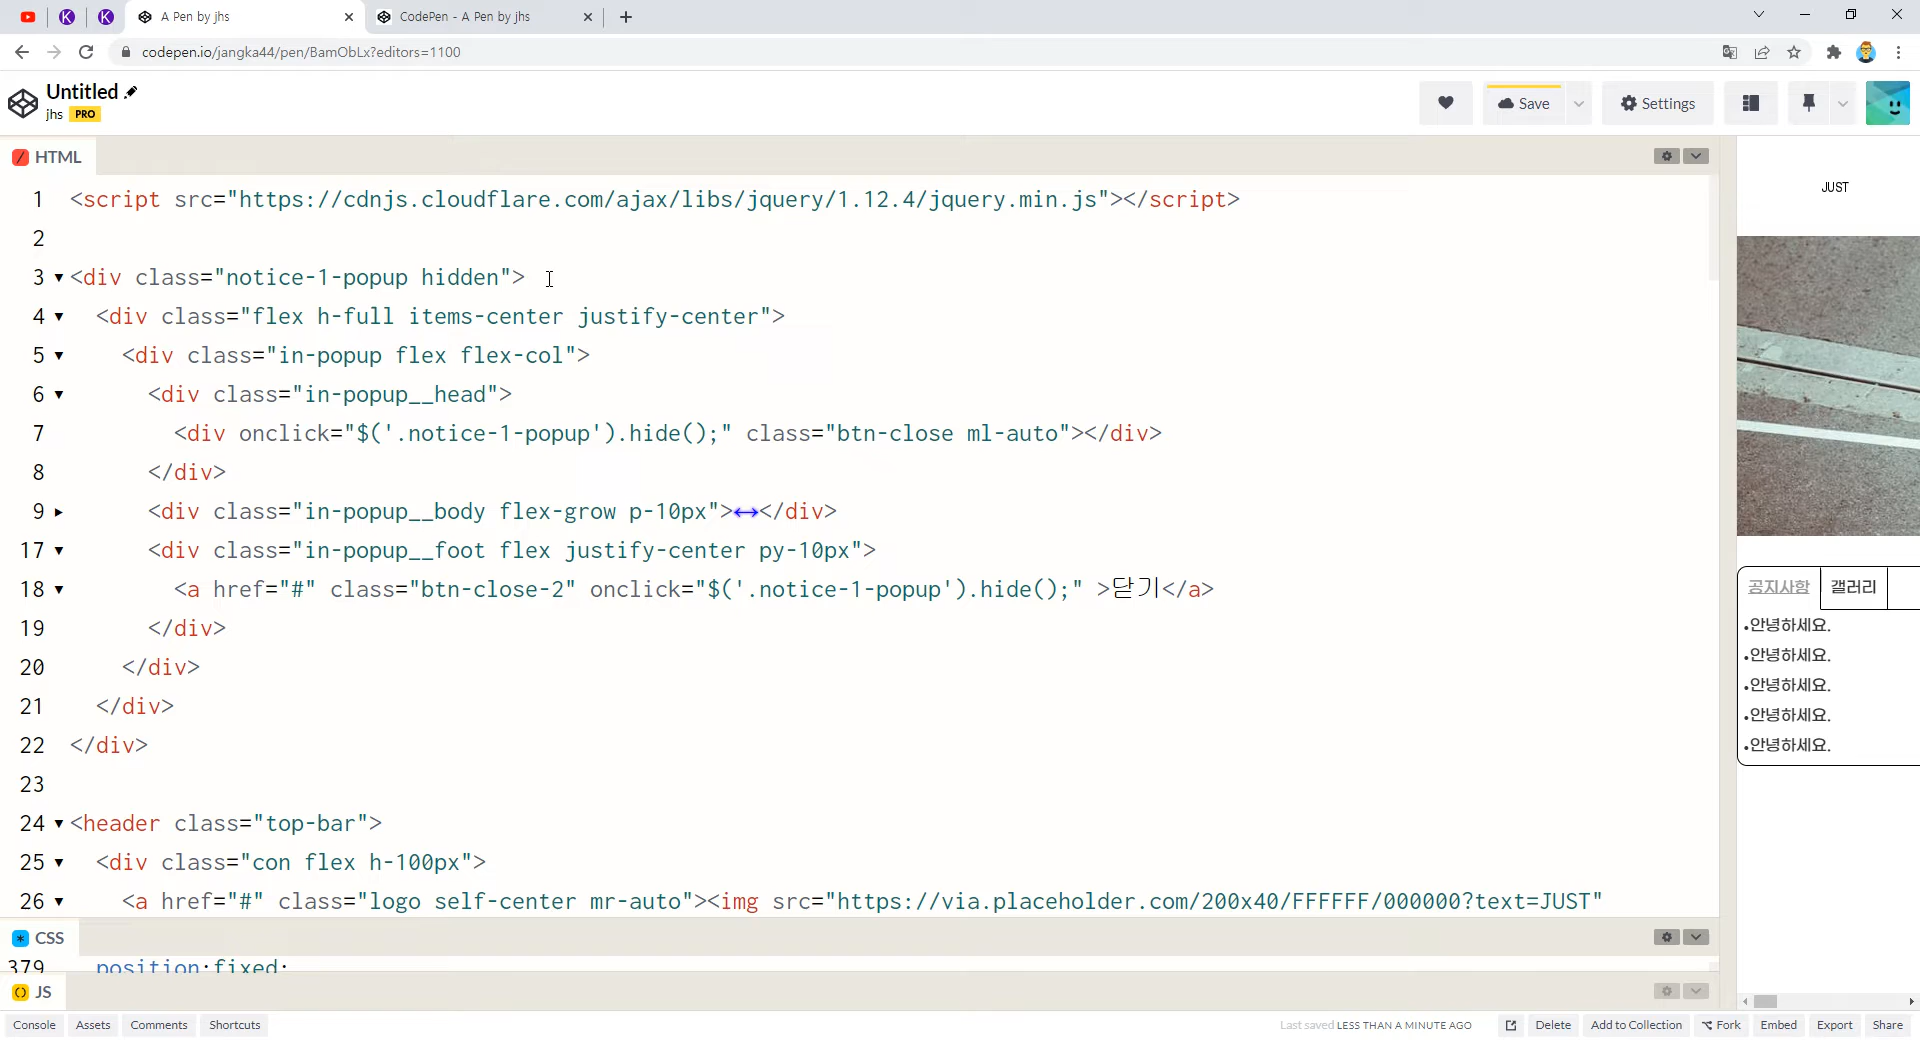 A Pen by jhs
CodePen - A Pen by jhs
codepen.io/jangka44/pen/BamObLx?editors=1100
Untitled
jhs PRO
Save
Settings
HTML
1 <script src="https://cdnjs.cloudflare.com/ajax/libs/jquery/1.12.4/jquery.min.js"></script>
2
3 <div class="notice-1-popup hidden">
4 <div class="flex h-full items-center justify-center">
5 <div class="in-popup flex flex-col">
6 <div class="in-popup__head">
7 <div onclick="$('.notice-1-popup').hide();" class="btn-close ml-auto"></div>
8 </div>
9 <div class="in-popup__body flex-grow p-10px">↔</div>
17 <div class="in-popup__foot flex justify-center py-10px">
18 <a href="#" class="btn-close-2" onclick="$('.notice-1-popup').hide();" >닫기</a>
19 </div>
20 </div>
21 </div>
22 </div>
23
24 <header class="top-bar">
25 <div class="con flex h-100px">
26 <a href="#" class="logo self-center mr-auto"><img src="https://via.placeholder.com/200x40/FFFFFF/000000?text=JUST"
CSS
379 position:fixed;
JS
JUST
공지사항 갤러리
•안녕하세요.
•안녕하세요.
•안녕하세요.
•안녕하세요.
•안녕하세요.
Console Assets Comments Shortcuts
Last saved LESS THAN A MINUTE AGO
Delete Add to Collection Fork Embed Export Share